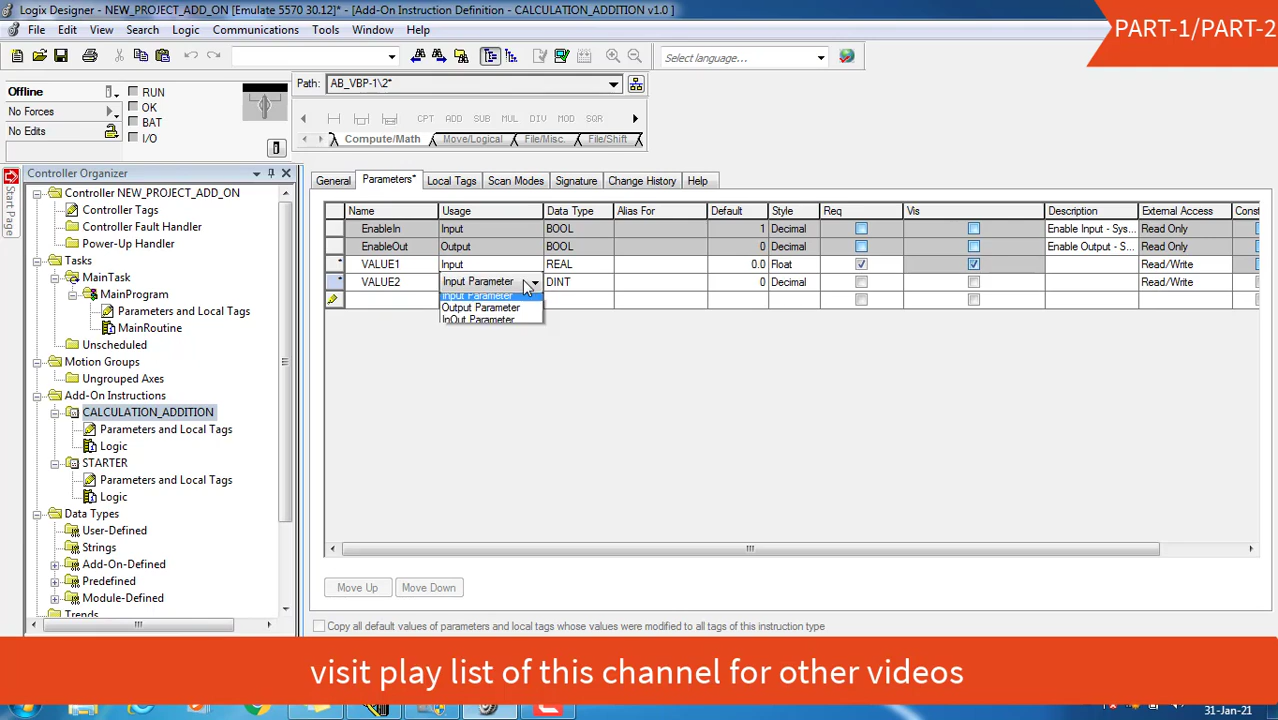 Logix Designer - NEW_PROJECT_ADD_ON [Emulate 5570 30.12]* - [Add-On Instruction Definition - CALCULATION_ADDITION v1.0 ]
PART-1/PART-2
File Edit View Search Logic Communications Tools Window Help
Select language...
Offline RUN
No Forces OK
No Edits BAT
I/O
Path: AB_VBP-1\2*
CPT ADD SUB MUL DIV MOD SQR
Compute/Math Move/Logical File/Misc. File/Shift
Start Page
Controller Organizer
Controller NEW_PROJECT_ADD_ON
Controller Tags
Controller Fault Handler
Power-Up Handler
Tasks
MainTask
MainProgram
Parameters and Local Tags
MainRoutine
Unscheduled
Motion Groups
Ungrouped Axes
Add-On Instructions
CALCULATION_ADDITION
Parameters and Local Tags
Logic
STARTER
Parameters and Local Tags
Logic
Data Types
User-Defined
Strings
Add-On-Defined
Predefined
Module-Defined
Trends
General Parameters* Local Tags Scan Modes Signature Change History Help
Name Usage Data Type Alias For Default Style Req Vis Description External Access Const
EnableIn Input BOOL 1 Decimal Enable Input - Sys... Read Only
EnableOut Output BOOL 0 Decimal Enable Output - S... Read Only
VALUE1 Input REAL 0.0 Float Read/Write
VALUE2 Input Parameter DINT 0 Decimal Read/Write
Input Parameter
Output Parameter
InOut Parameter
Move Up Move Down
Copy all default values of parameters and local tags whose values were modified to all tags of this instruction type
visit play list of this channel for other videos
31-Jan-21